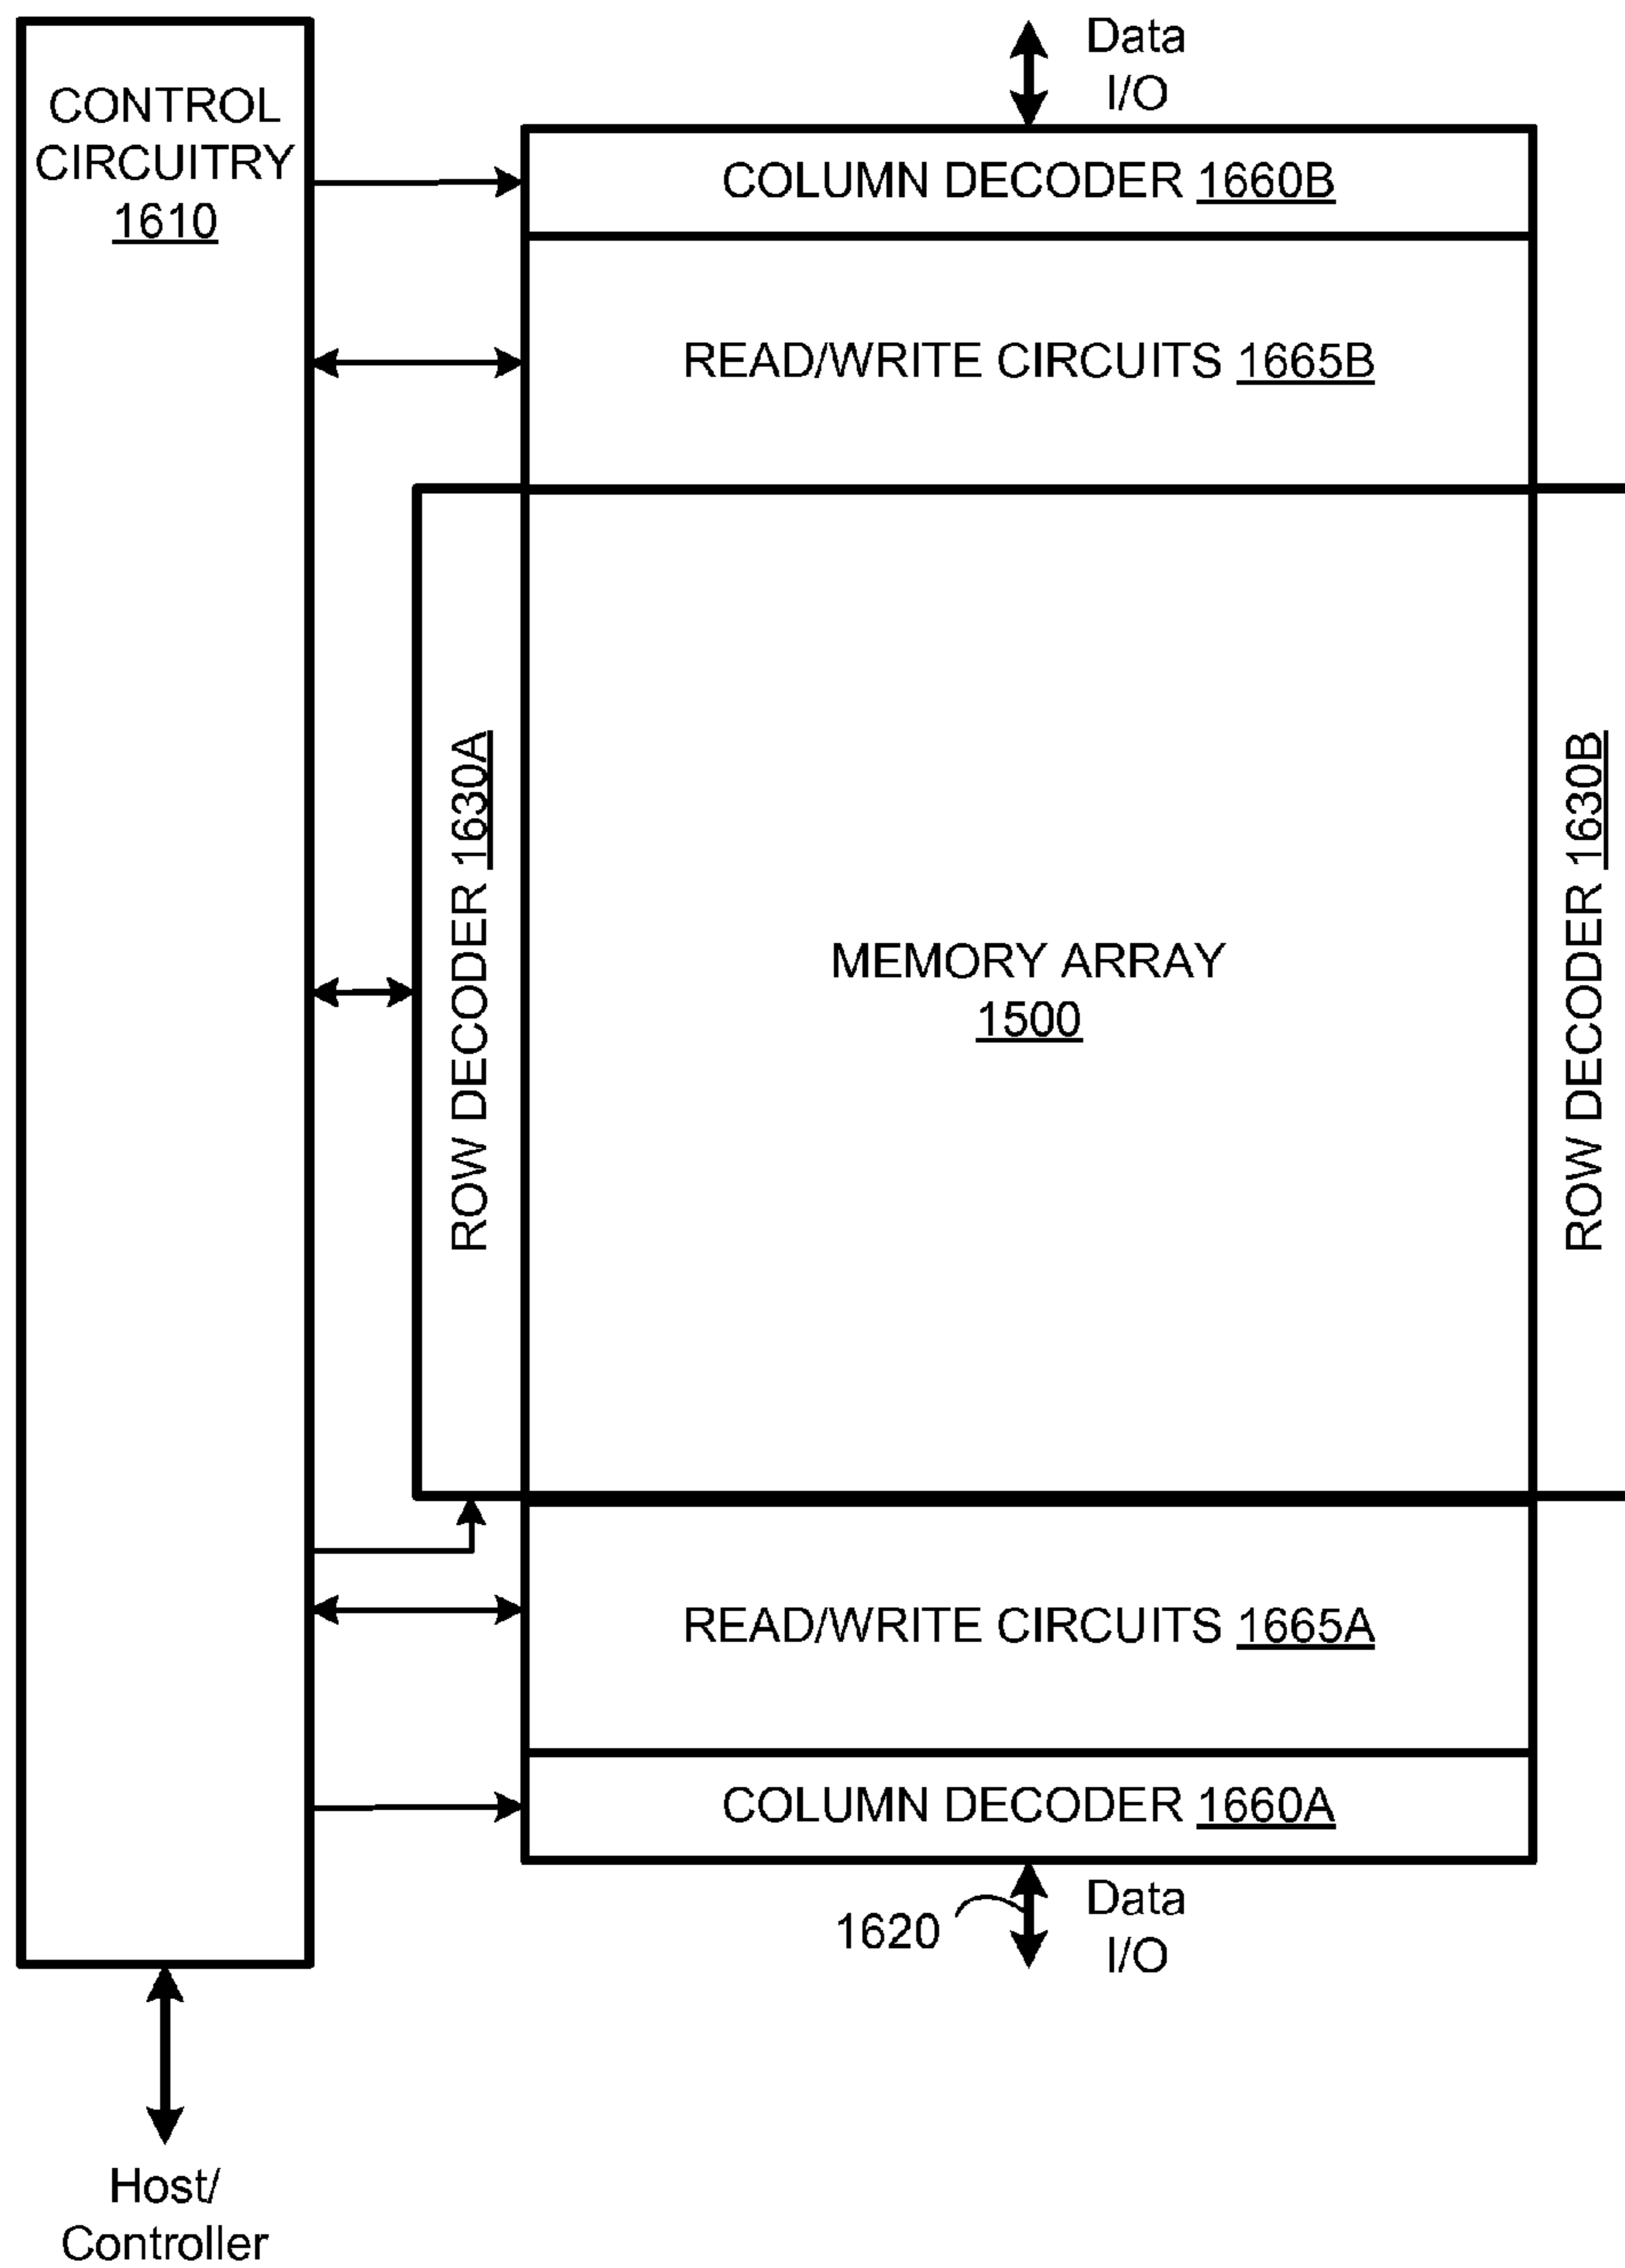 Data
I/O
CONTROL
CIRCUITRY
1610
COLUMN DECODER 1660B
READ/WRITE CIRCUITS 1665B
ROW DECODER 1630A
MEMORY ARRAY
1500
ROW DECODER 1630B
READ/WRITE CIRCUITS 1665A
COLUMN DECODER 1660A
1620
Data
I/O
Host/
Controller